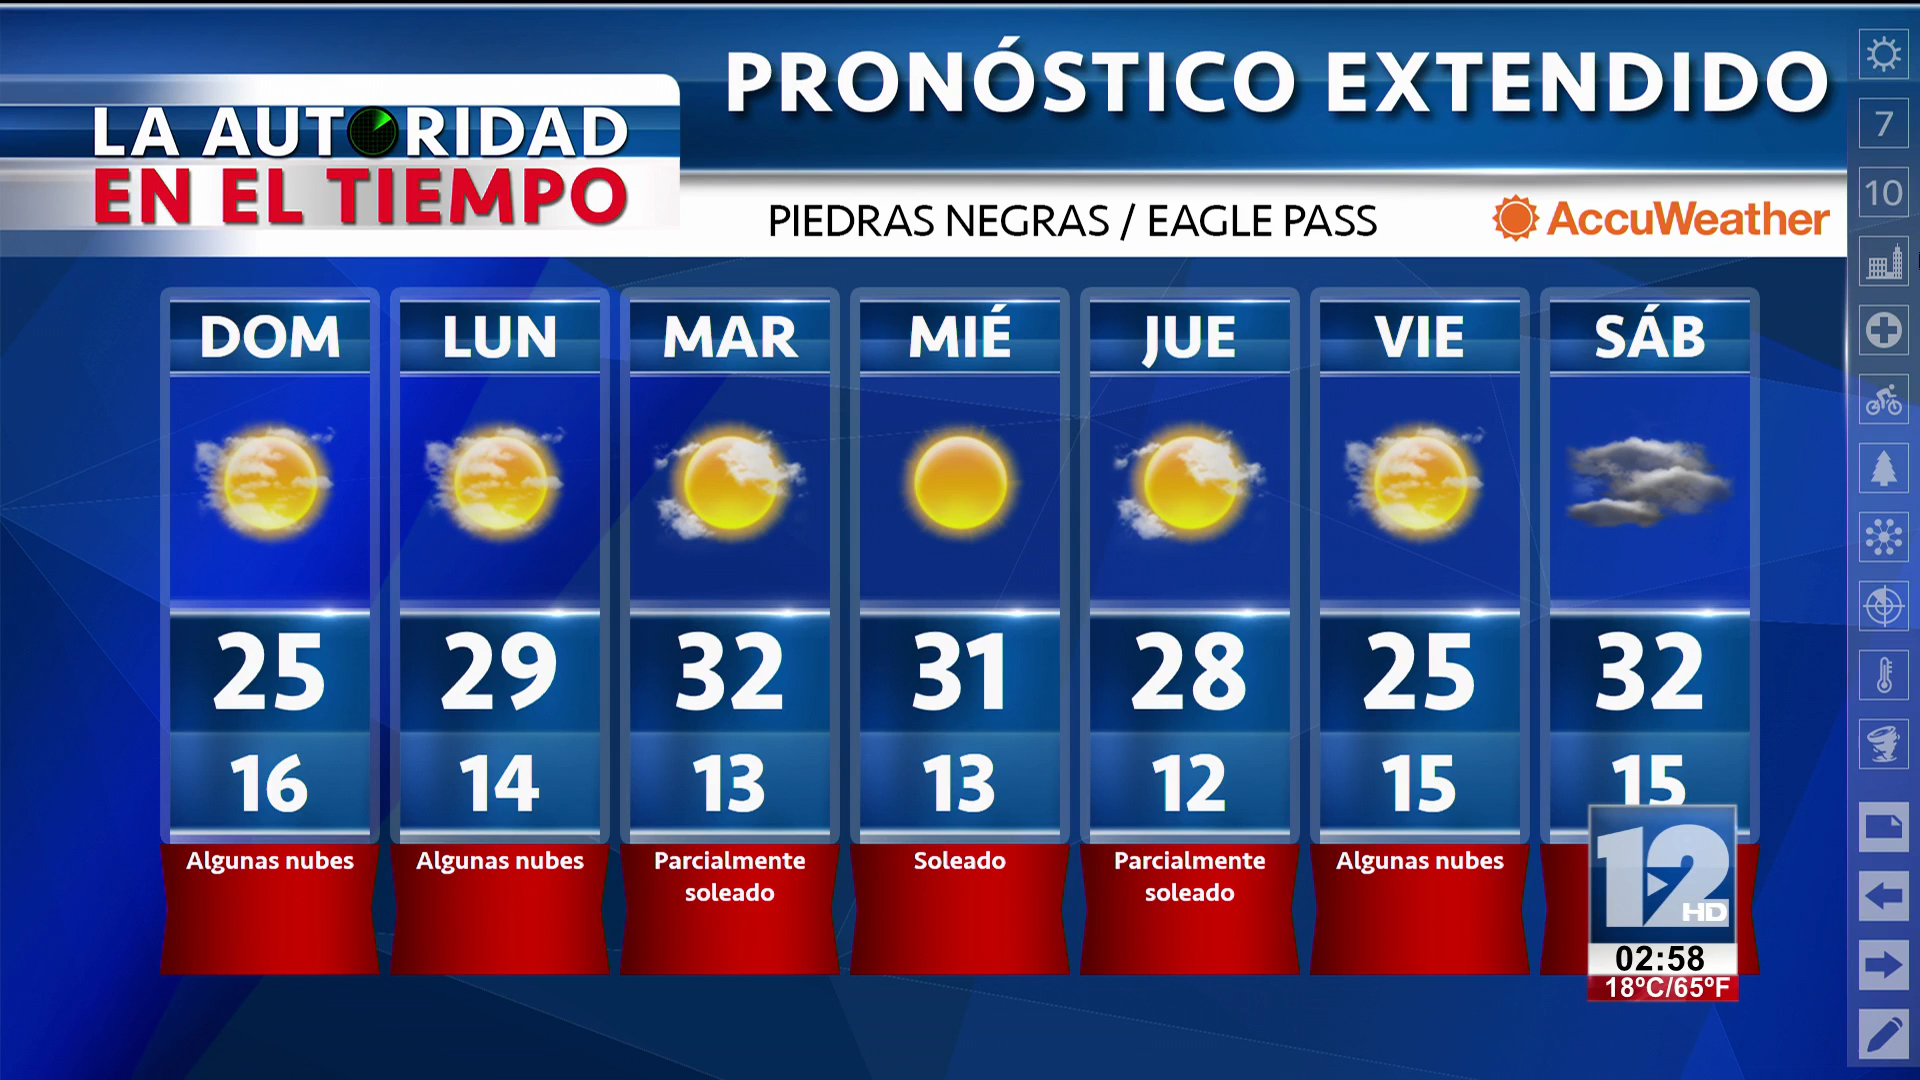 PRONÓSTICO EXTENDIDO
LA AUTORIDAD
EN EL TIEMPO
PIEDRAS NEGRAS / EAGLE PASS
AccuWeather
7
10
DOM
LUN
MAR
MIÉ
JUE
VIE
SÁB
25
29
32
31
28
25
32
16
14
13
13
12
15
15
Algunas nubes
Algunas nubes
Parcialmente
soleado
Soleado
Parcialmente
soleado
Algunas nubes
12
HD
02:58
18ºC/65ºF